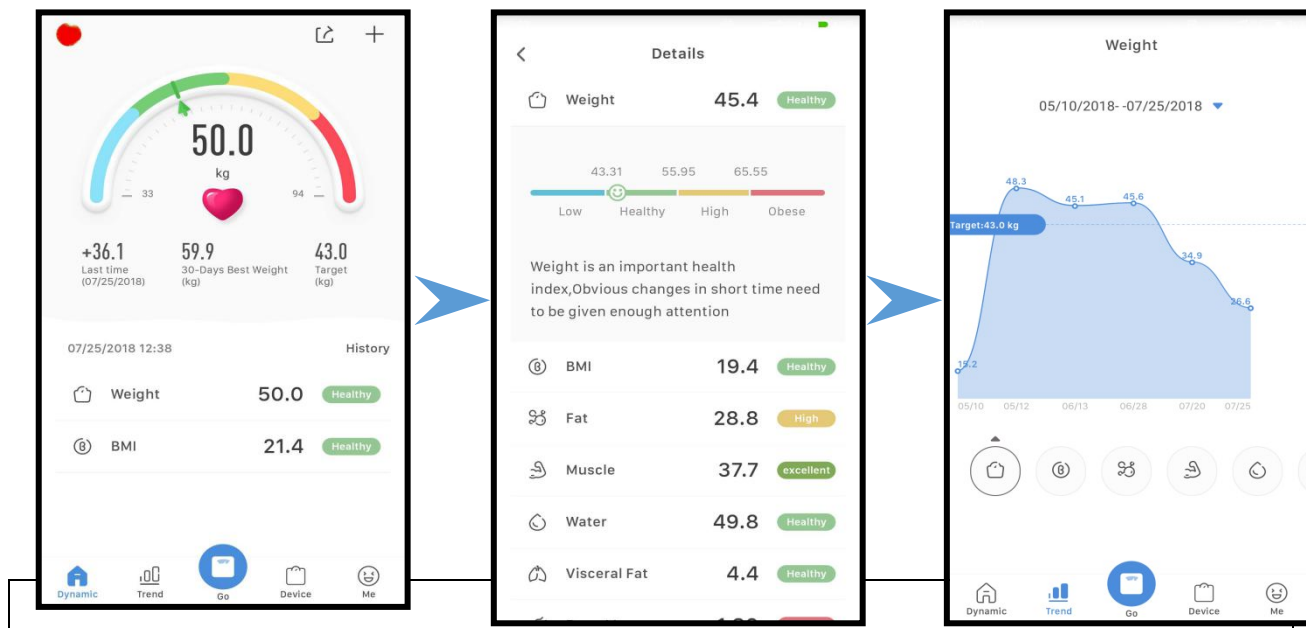 50.0
kg
33
94
+36.1
Last time
(07/25/2018)
59.9
30-Days Best Weight
(kg)
43.0
Target
(kg)
07/25/2018 12:38
History
Weight 50.0 Healthy
BMI 21.4 Healthy
Dynamic Trend Go Device Me
Details
Weight 45.4 Healthy
43.31 55.95 65.55
Low Healthy High Obese
Weight is an important health
index,Obvious changes in short time need
to be given enough attention
BMI 19.4 Healthy
Fat 28.8 High
Muscle 37.7 excellent
Water 49.8 Healthy
Visceral Fat 4.4 Healthy
Weight
05/10/2018--07/25/2018
48.3
45.1
45.6
Target:43.0 kg
34.9
26.6
15.2
05/10 05/12 06/13 06/28 07/20 07/25
Dynamic Trend Go Device Me